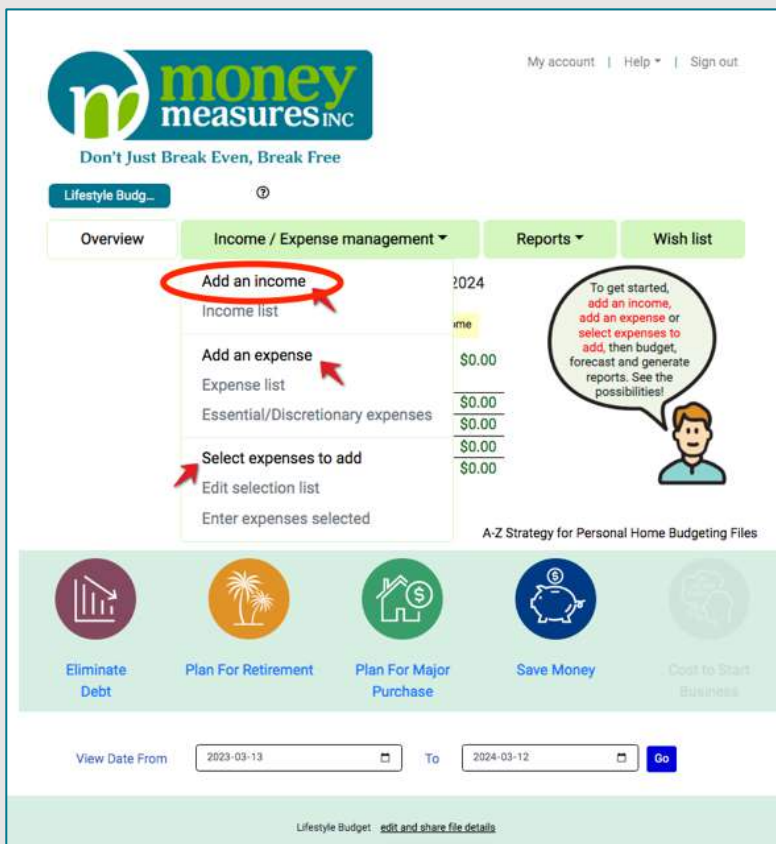 My account | Help | Sign out
money
measures INC
Don't Just Break Even, Break Free
Lifestyle Budg...
Overview
Income / Expense management
Reports
Wish list
Add an income
Income list
Add an expense
Expense list
Essential/Discretionary expenses
Select expenses to add
Edit selection list
Enter expenses selected
2024
$0.00
$0.00
$0.00
$0.00
$0.00
To get started,
add an income,
add an expense or
select expenses to
add, then budget,
forecast and generate
reports. See the
possibilities!
A-Z Strategy for Personal Home Budgeting Files
Eliminate
Debt
Plan For Retirement
Plan For Major
Purchase
Save Money
Cost to Start
Business
View Date From
2023-03-13
To
2024-03-12
Go
Lifestyle Budget edit and share file details